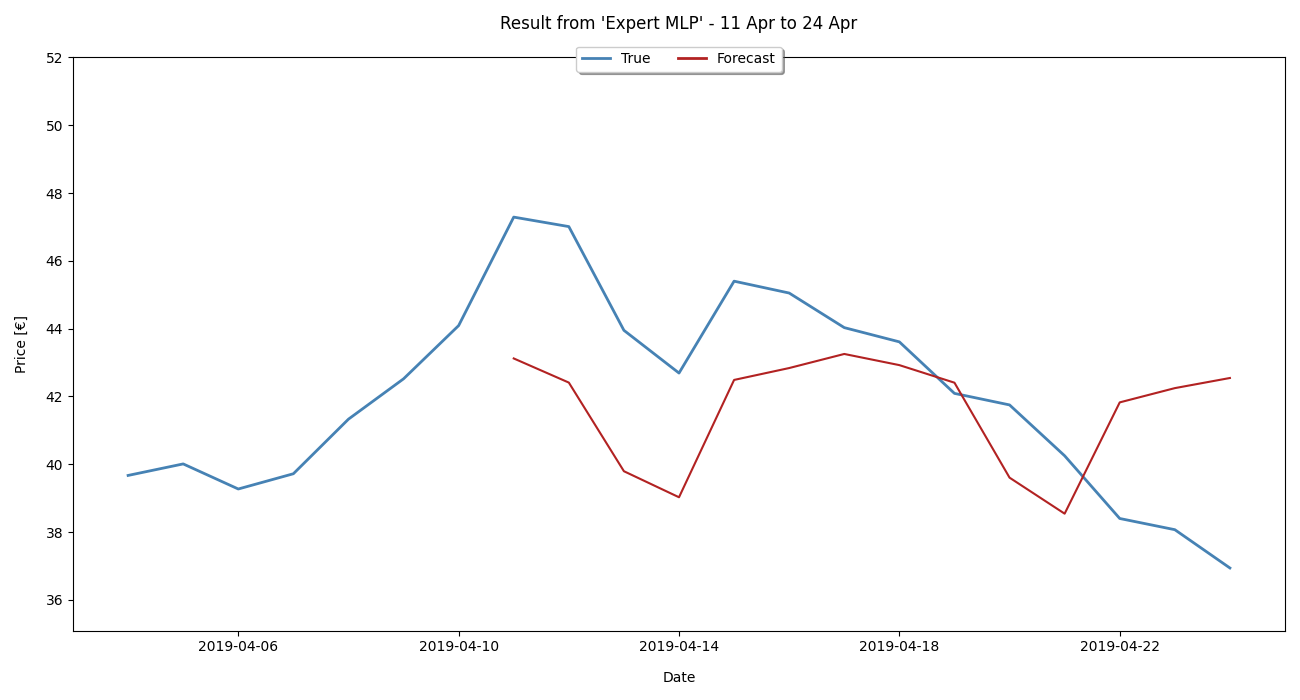 Result from 'Expert MLP' - 11 Apr to 24 Apr
True Forecast
52
50
48
46
44
42
40
38
36
Price [€]
2019-04-06 2019-04-10 2019-04-14 2019-04-18 2019-04-22
Date